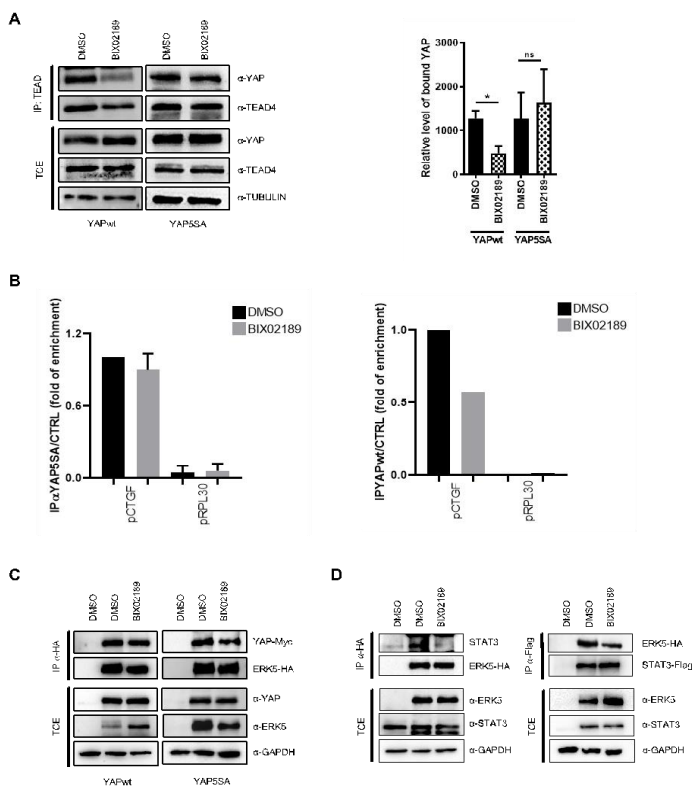 A
DMSO
BIX02189
DMSO
BIX02189
IP: TEAD
α-YAP
α-TEAD4
TCE
α-YAP
α-TEAD4
α-TUBULIN
YAPwt
YAP5SA
Relative level of bound YAP
3000
2000
1000
0
*
ns
DMSO
BIX02189
DMSO
BIX02189
YAPwt
YAP5SA
B
DMSO
BIX02189
IPαYAP5SA/CTRL (fold of enrichment)
1.2
0.6
0.0
pCTGF
pRPL30
DMSO
BIX02189
IPYAPwt/CTRL (fold of enrichment)
1.0
0.5
0.0
pCTGF
pRPL30
C
DMSO
DMSO
BIX02189
DMSO
DMSO
BIX02189
IP α-HA
YAP-Myc
ERK5-HA
TCE
α-YAP
α-ERK5
α-GAPDH
YAPwt
YAP5SA
D
DMSO
DMSO
BIX02189
IP α-HA
STAT3
ERK5-HA
TCE
α-ERK5
α-STAT3
α-GAPDH
DMSO
DMSO
BIX02189
IP α-Flag
ERK5-HA
STAT3-Flag
TCE
α-ERK5
α-STAT3
α-GAPDH